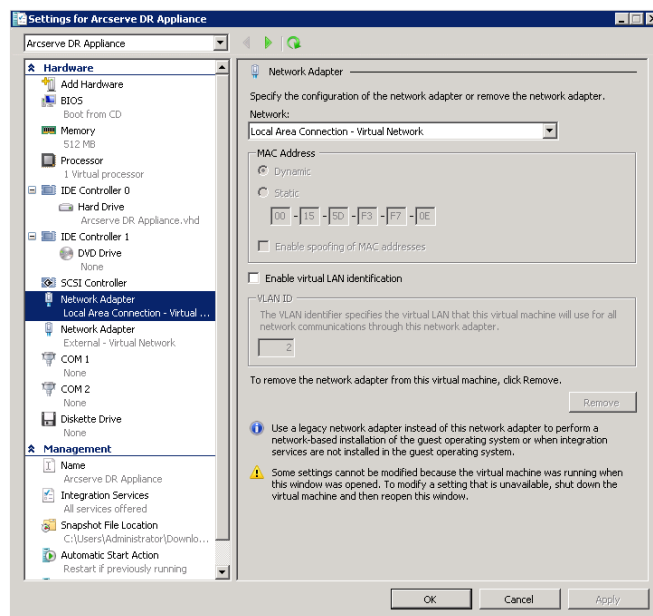 Settings for Arcserve DR Appliance
Arcserve DR Appliance
Hardware
Add Hardware
BIOS
Boot from CD
Memory
512 MB
Processor
1 Virtual processor
IDE Controller 0
Hard Drive
Arcserve DR Appliance.vhd
IDE Controller 1
DVD Drive
None
SCSI Controller
Network Adapter
Local Area Connection - Virtual ...
Network Adapter
External - Virtual Network
COM 1
None
COM 2
None
Diskette Drive
None
Management
Name
Arcserve DR Appliance
Integration Services
All services offered
Snapshot File Location
C:\Users\Administrator\Downlo...
Automatic Start Action
Restart if previously running
Network Adapter
Specify the configuration of the network adapter or remove the network adapter.
Network:
Local Area Connection - Virtual Network
MAC Address
Dynamic
Static
00 - 15 - 5D - F3 - F7 - 0E
Enable spoofing of MAC addresses
Enable virtual LAN identification
VLAN ID
The VLAN identifier specifies the virtual LAN that this virtual machine will use for all
network communications through this network adapter.
2
To remove the network adapter from this virtual machine, click Remove.
Remove
Use a legacy network adapter instead of this network adapter to perform a
network-based installation of the guest operating system or when integration
services are not installed in the guest operating system.
Some settings cannot be modified because the virtual machine was running when
this window was opened. To modify a setting that is unavailable, shut down the
virtual machine and then reopen this window.
OK
Cancel
Apply